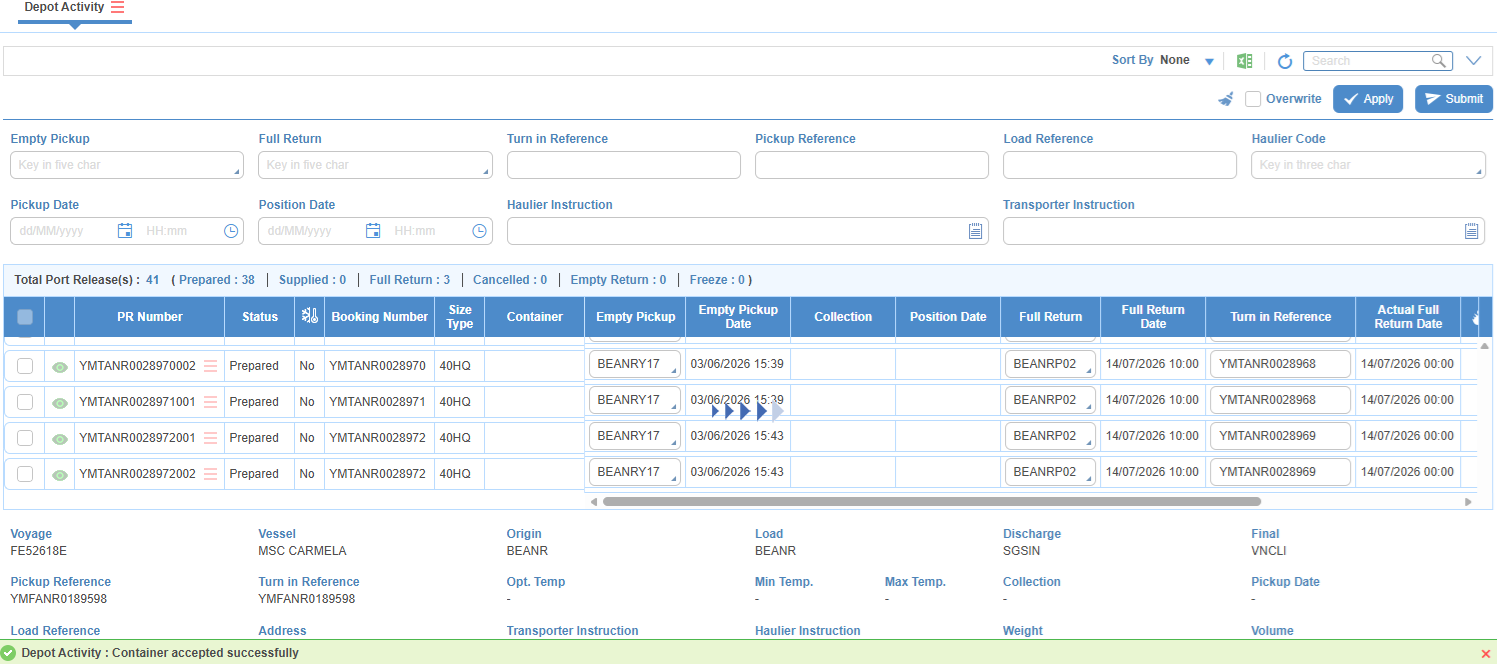 Depot Activity
Sort By None Search
Overwrite Apply Submit
Empty Pickup Full Return Turn in Reference Pickup Reference Load Reference Haulier Code
Key in five char Key in five char Key in three char
Pickup Date Position Date Haulier Instruction Transporter Instruction
dd/MM/yyyy HH:mm dd/MM/yyyy HH:mm
Total Port Release(s) : 41 ( Prepared : 38 | Supplied : 0 | Full Return : 3 | Cancelled : 0 | Empty Return : 0 | Freeze : 0 )
PR Number Status Booking Number Size Type Container Empty Pickup Empty Pickup Date Collection Position Date Full Return Full Return Date Turn in Reference Actual Full Return Date
YMTANR0028970002 Prepared No YMTANR0028970 40HQ BEANRY17 03/06/2026 15:39 BEANRP02 14/07/2026 10:00 YMTANR0028968 14/07/2026 00:00
YMTANR0028971001 Prepared No YMTANR0028971 40HQ BEANRY17 03/06/2026 15:39 BEANRP02 14/07/2026 10:00 YMTANR0028968 14/07/2026 00:00
YMTANR0028972001 Prepared No YMTANR0028972 40HQ BEANRY17 03/06/2026 15:43 BEANRP02 14/07/2026 10:00 YMTANR0028969 14/07/2026 00:00
YMTANR0028972002 Prepared No YMTANR0028972 40HQ BEANRY17 03/06/2026 15:43 BEANRP02 14/07/2026 10:00 YMTANR0028969 14/07/2026 00:00
Voyage Vessel Origin Load Discharge Final
FE52618E MSC CARMELA BEANR BEANR SGSIN VNCLI
Pickup Reference Turn in Reference Opt. Temp Min Temp. Max Temp. Collection Pickup Date
YMFANR0189598 YMFANR0189598 - - - - -
Load Reference Address Transporter Instruction Haulier Instruction Weight Volume
Depot Activity : Container accepted successfully